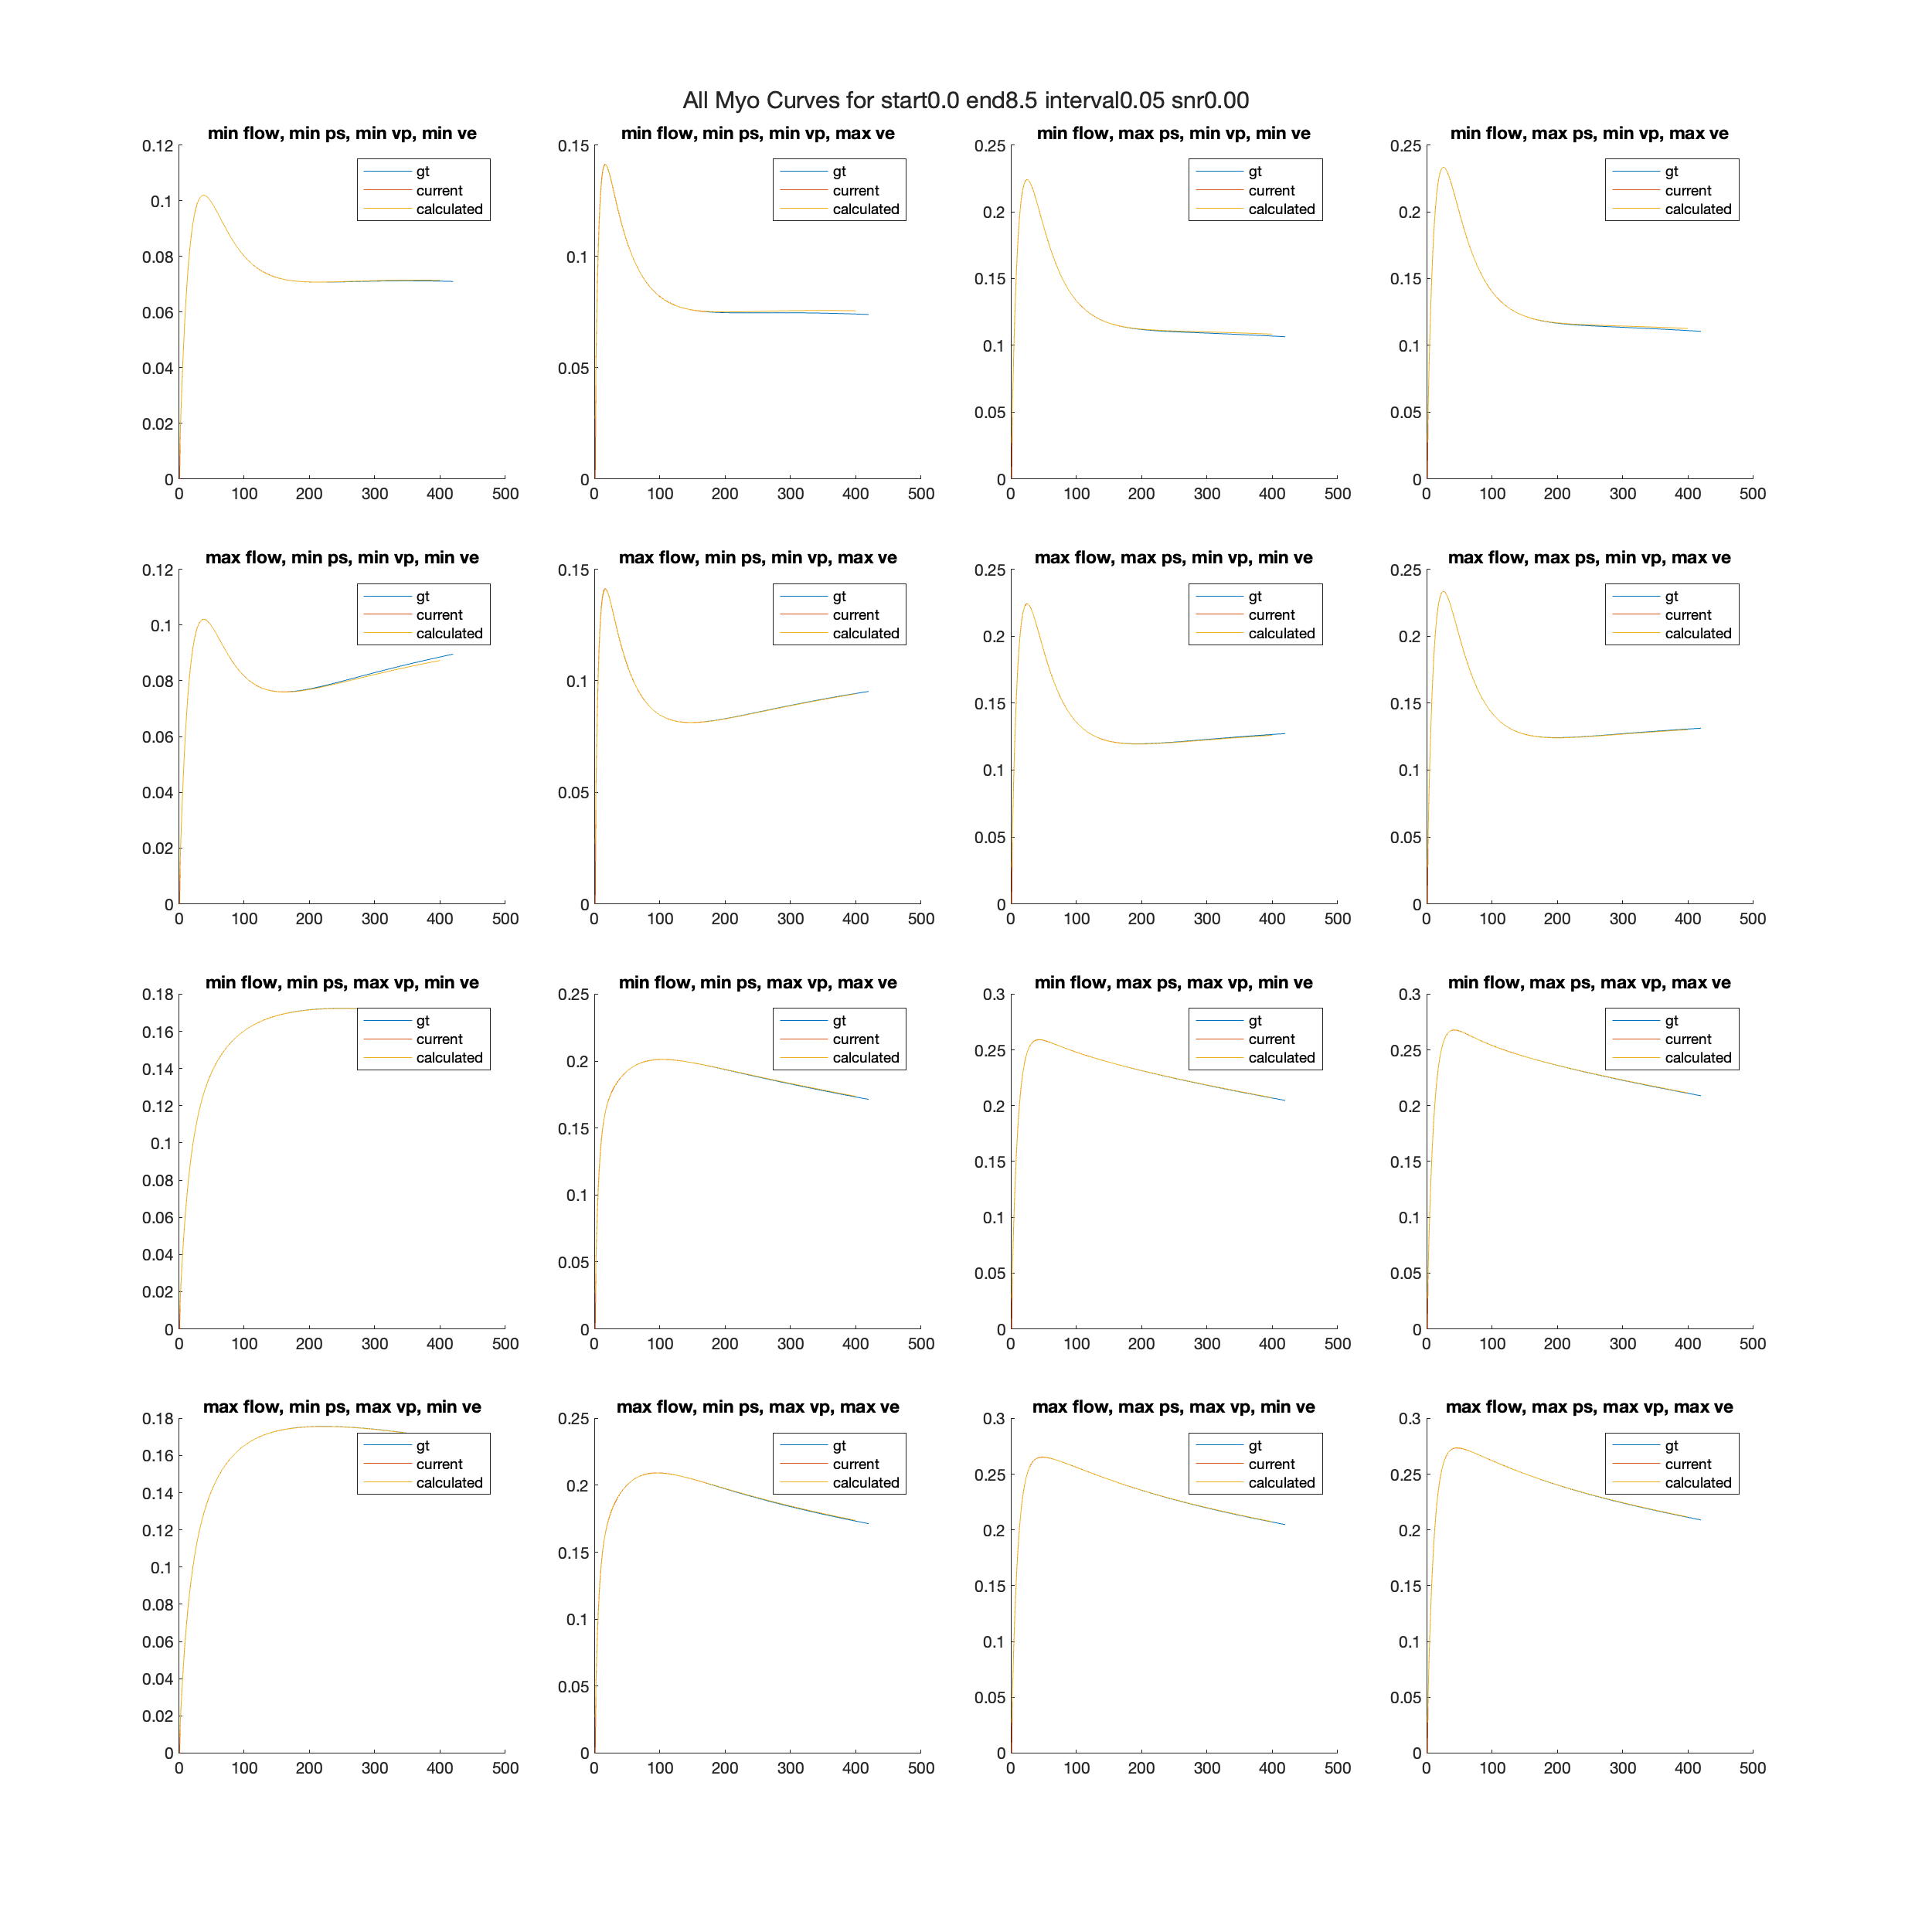 All Myo Curves for start0.0 end8.5 interval0.05 snr0.00
min flow, min ps, min vp, min ve
0.12
0.1
0.08
0.06
0.04
0.02
0
0 100 200 300 400 500
gt
current
calculated
min flow, min ps, min vp, max ve
0.15
0.1
0.05
0
0 100 200 300 400 500
gt
current
calculated
min flow, max ps, min vp, min ve
0.25
0.2
0.15
0.1
0.05
0
0 100 200 300 400 500
gt
current
calculated
min flow, max ps, min vp, max ve
0.25
0.2
0.15
0.1
0.05
0
0 100 200 300 400 500
gt
current
calculated
max flow, min ps, min vp, min ve
0.12
0.1
0.08
0.06
0.04
0.02
0
0 100 200 300 400 500
gt
current
calculated
max flow, min ps, min vp, max ve
0.15
0.1
0.05
0
0 100 200 300 400 500
gt
current
calculated
max flow, max ps, min vp, min ve
0.25
0.2
0.15
0.1
0.05
0
0 100 200 300 400 500
gt
current
calculated
max flow, max ps, min vp, max ve
0.25
0.2
0.15
0.1
0.05
0
0 100 200 300 400 500
gt
current
calculated
min flow, min ps, max vp, min ve
0.18
0.16
0.14
0.12
0.1
0.08
0.06
0.04
0.02
0
0 100 200 300 400 500
gt
current
calculated
min flow, min ps, max vp, max ve
0.25
0.2
0.15
0.1
0.05
0
0 100 200 300 400 500
gt
current
calculated
min flow, max ps, max vp, min ve
0.3
0.25
0.2
0.15
0.1
0.05
0
0 100 200 300 400 500
gt
current
calculated
min flow, max ps, max vp, max ve
0.3
0.25
0.2
0.15
0.1
0.05
0
0 100 200 300 400 500
gt
current
calculated
max flow, min ps, max vp, min ve
0.18
0.16
0.14
0.12
0.1
0.08
0.06
0.04
0.02
0
0 100 200 300 400 500
gt
current
calculated
max flow, min ps, max vp, max ve
0.25
0.2
0.15
0.1
0.05
0
0 100 200 300 400 500
gt
current
calculated
max flow, max ps, max vp, min ve
0.3
0.25
0.2
0.15
0.1
0.05
0
0 100 200 300 400 500
gt
current
calculated
max flow, max ps, max vp, max ve
0.3
0.25
0.2
0.15
0.1
0.05
0
0 100 200 300 400 500
gt
current
calculated